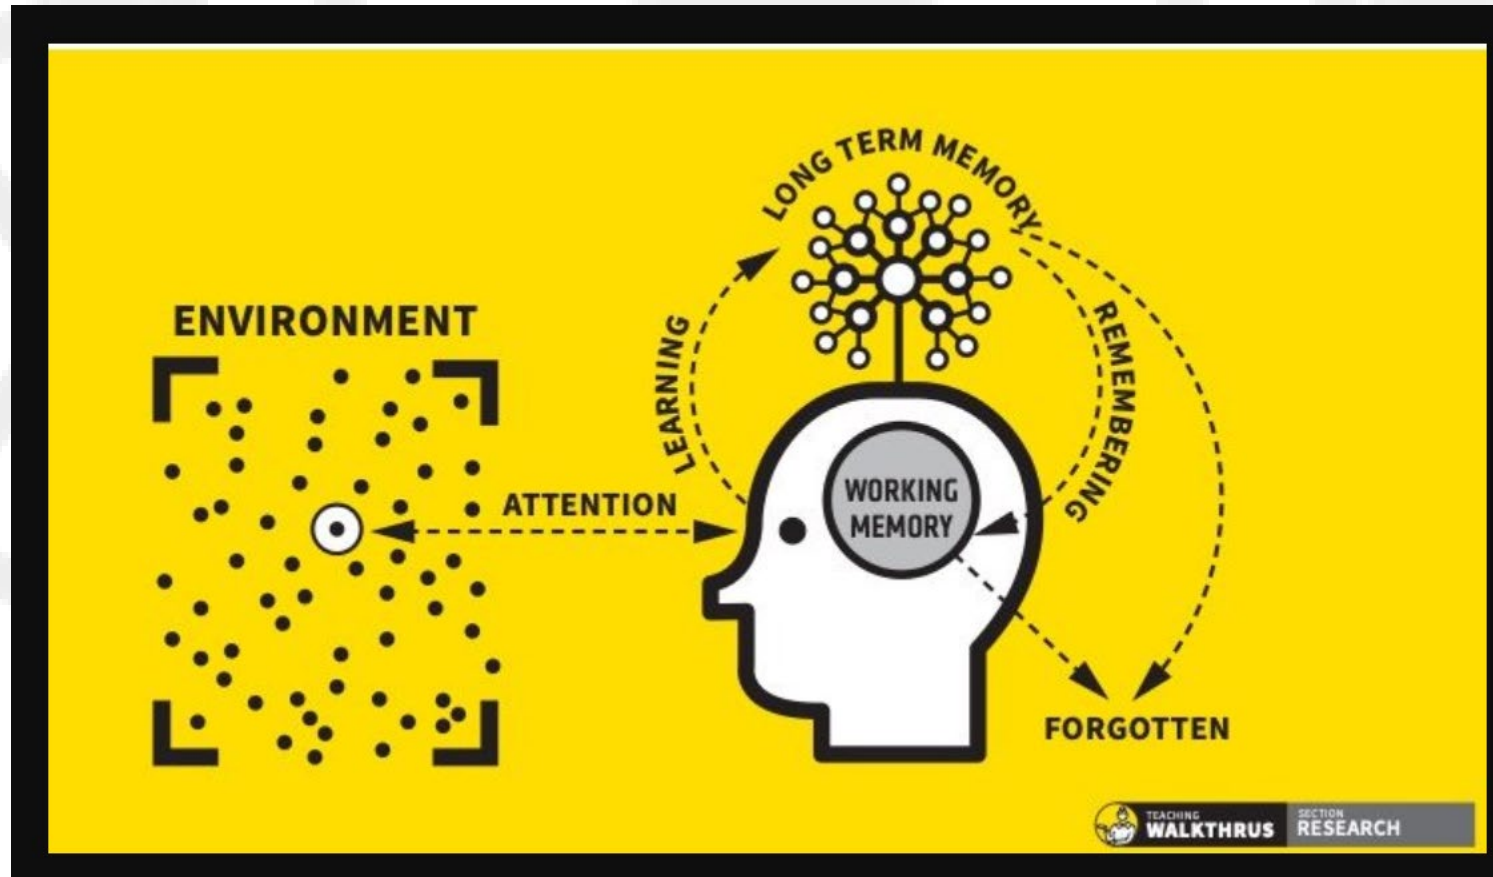 LONG TERM MEMORY
ENVIRONMENT
LEARNING
REMEMBERING
ATTENTION
WORKING
MEMORY
FORGOTTEN
TEACHING
WALKTHRUS
SECTION
RESEARCH